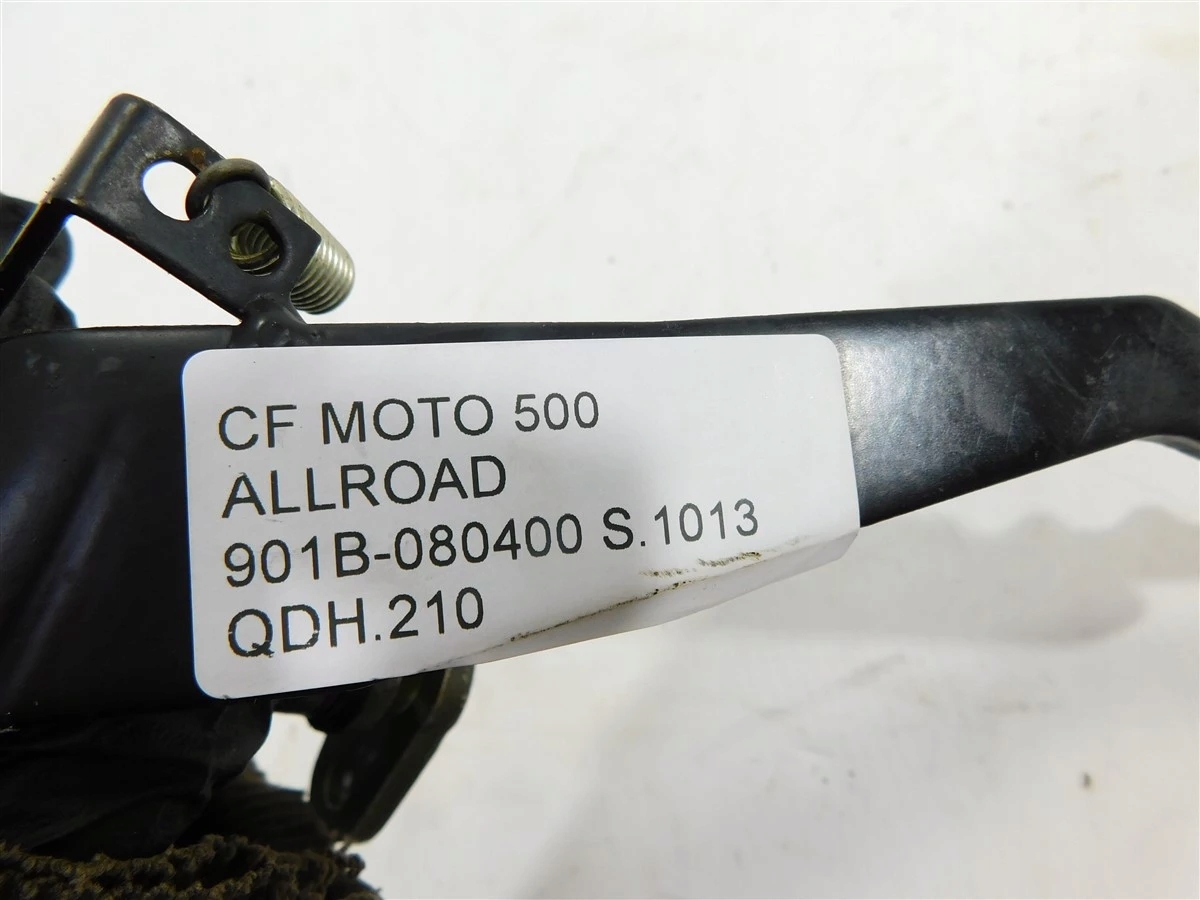 CF MOTO 500
ALLROAD
901B-080400 S.1013
QDH.210